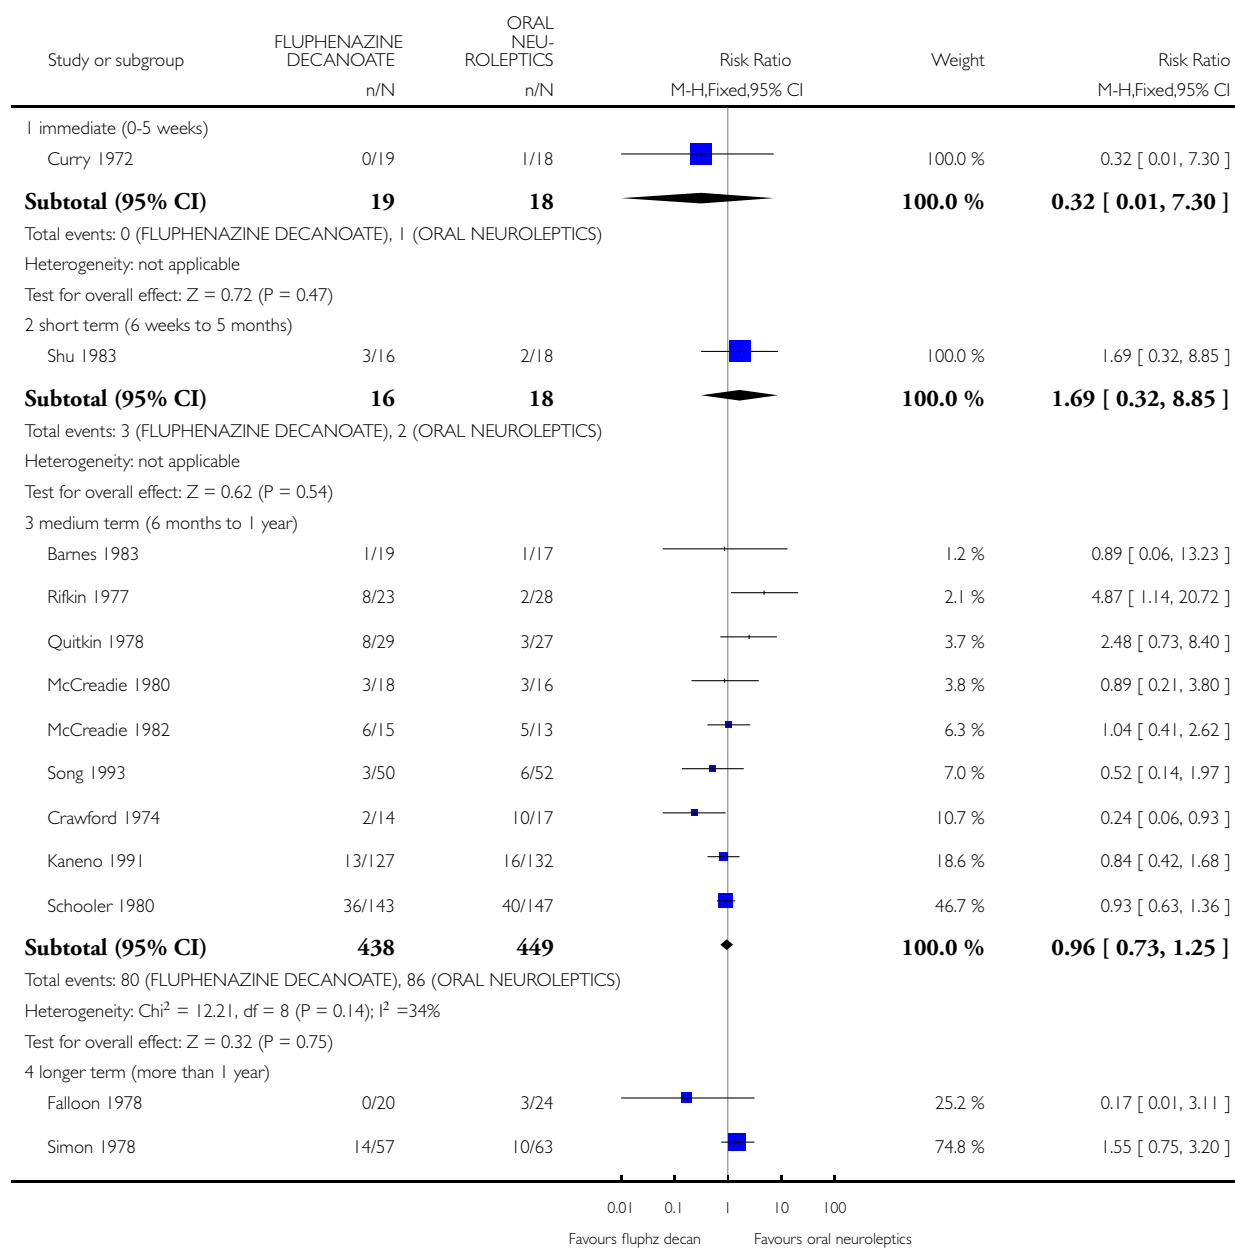 Study or subgroup FLUPHENAZINE DECANOATE ORAL NEU- ROLEPTICS Risk Ratio Weight Risk Ratio
n/N n/N M-H,Fixed,95% CI M-H,Fixed,95% CI
1 immediate (0-5 weeks)
Curry 1972 0/19 1/18 100.0 % 0.32 [ 0.01, 7.30 ]
Subtotal (95% CI) 19 18 100.0 % 0.32 [ 0.01, 7.30 ]
Total events: 0 (FLUPHENAZINE DECANOATE), 1 (ORAL NEUROLEPTICS)
Heterogeneity: not applicable
Test for overall effect: Z = 0.72 (P = 0.47)
2 short term (6 weeks to 5 months)
Shu 1983 3/16 2/18 100.0 % 1.69 [ 0.32, 8.85 ]
Subtotal (95% CI) 16 18 100.0 % 1.69 [ 0.32, 8.85 ]
Total events: 3 (FLUPHENAZINE DECANOATE), 2 (ORAL NEUROLEPTICS)
Heterogeneity: not applicable
Test for overall effect: Z = 0.62 (P = 0.54)
3 medium term (6 months to 1 year)
Barnes 1983 1/19 1/17 1.2 % 0.89 [ 0.06, 13.23 ]
Rifkin 1977 8/23 2/28 2.1 % 4.87 [ 1.14, 20.72 ]
Quitkin 1978 8/29 3/27 3.7 % 2.48 [ 0.73, 8.40 ]
McCreadie 1980 3/18 3/16 3.8 % 0.89 [ 0.21, 3.80 ]
McCreadie 1982 6/15 5/13 6.3 % 1.04 [ 0.41, 2.62 ]
Song 1993 3/50 6/52 7.0 % 0.52 [ 0.14, 1.97 ]
Crawford 1974 2/14 10/17 10.7 % 0.24 [ 0.06, 0.93 ]
Kaneno 1991 13/127 16/132 18.6 % 0.84 [ 0.42, 1.68 ]
Schooler 1980 36/143 40/147 46.7 % 0.93 [ 0.63, 1.36 ]
Subtotal (95% CI) 438 449 100.0 % 0.96 [ 0.73, 1.25 ]
Total events: 80 (FLUPHENAZINE DECANOATE), 86 (ORAL NEUROLEPTICS)
Heterogeneity: Chi² = 12.21, df = 8 (P = 0.14); I² =34%
Test for overall effect: Z = 0.32 (P = 0.75)
4 longer term (more than 1 year)
Falloon 1978 0/20 3/24 25.2 % 0.17 [ 0.01, 3.11 ]
Simon 1978 14/57 10/63 74.8 % 1.55 [ 0.75, 3.20 ]
0.01 0.1 1 10 100
Favours fluphz decan Favours oral neuroleptics